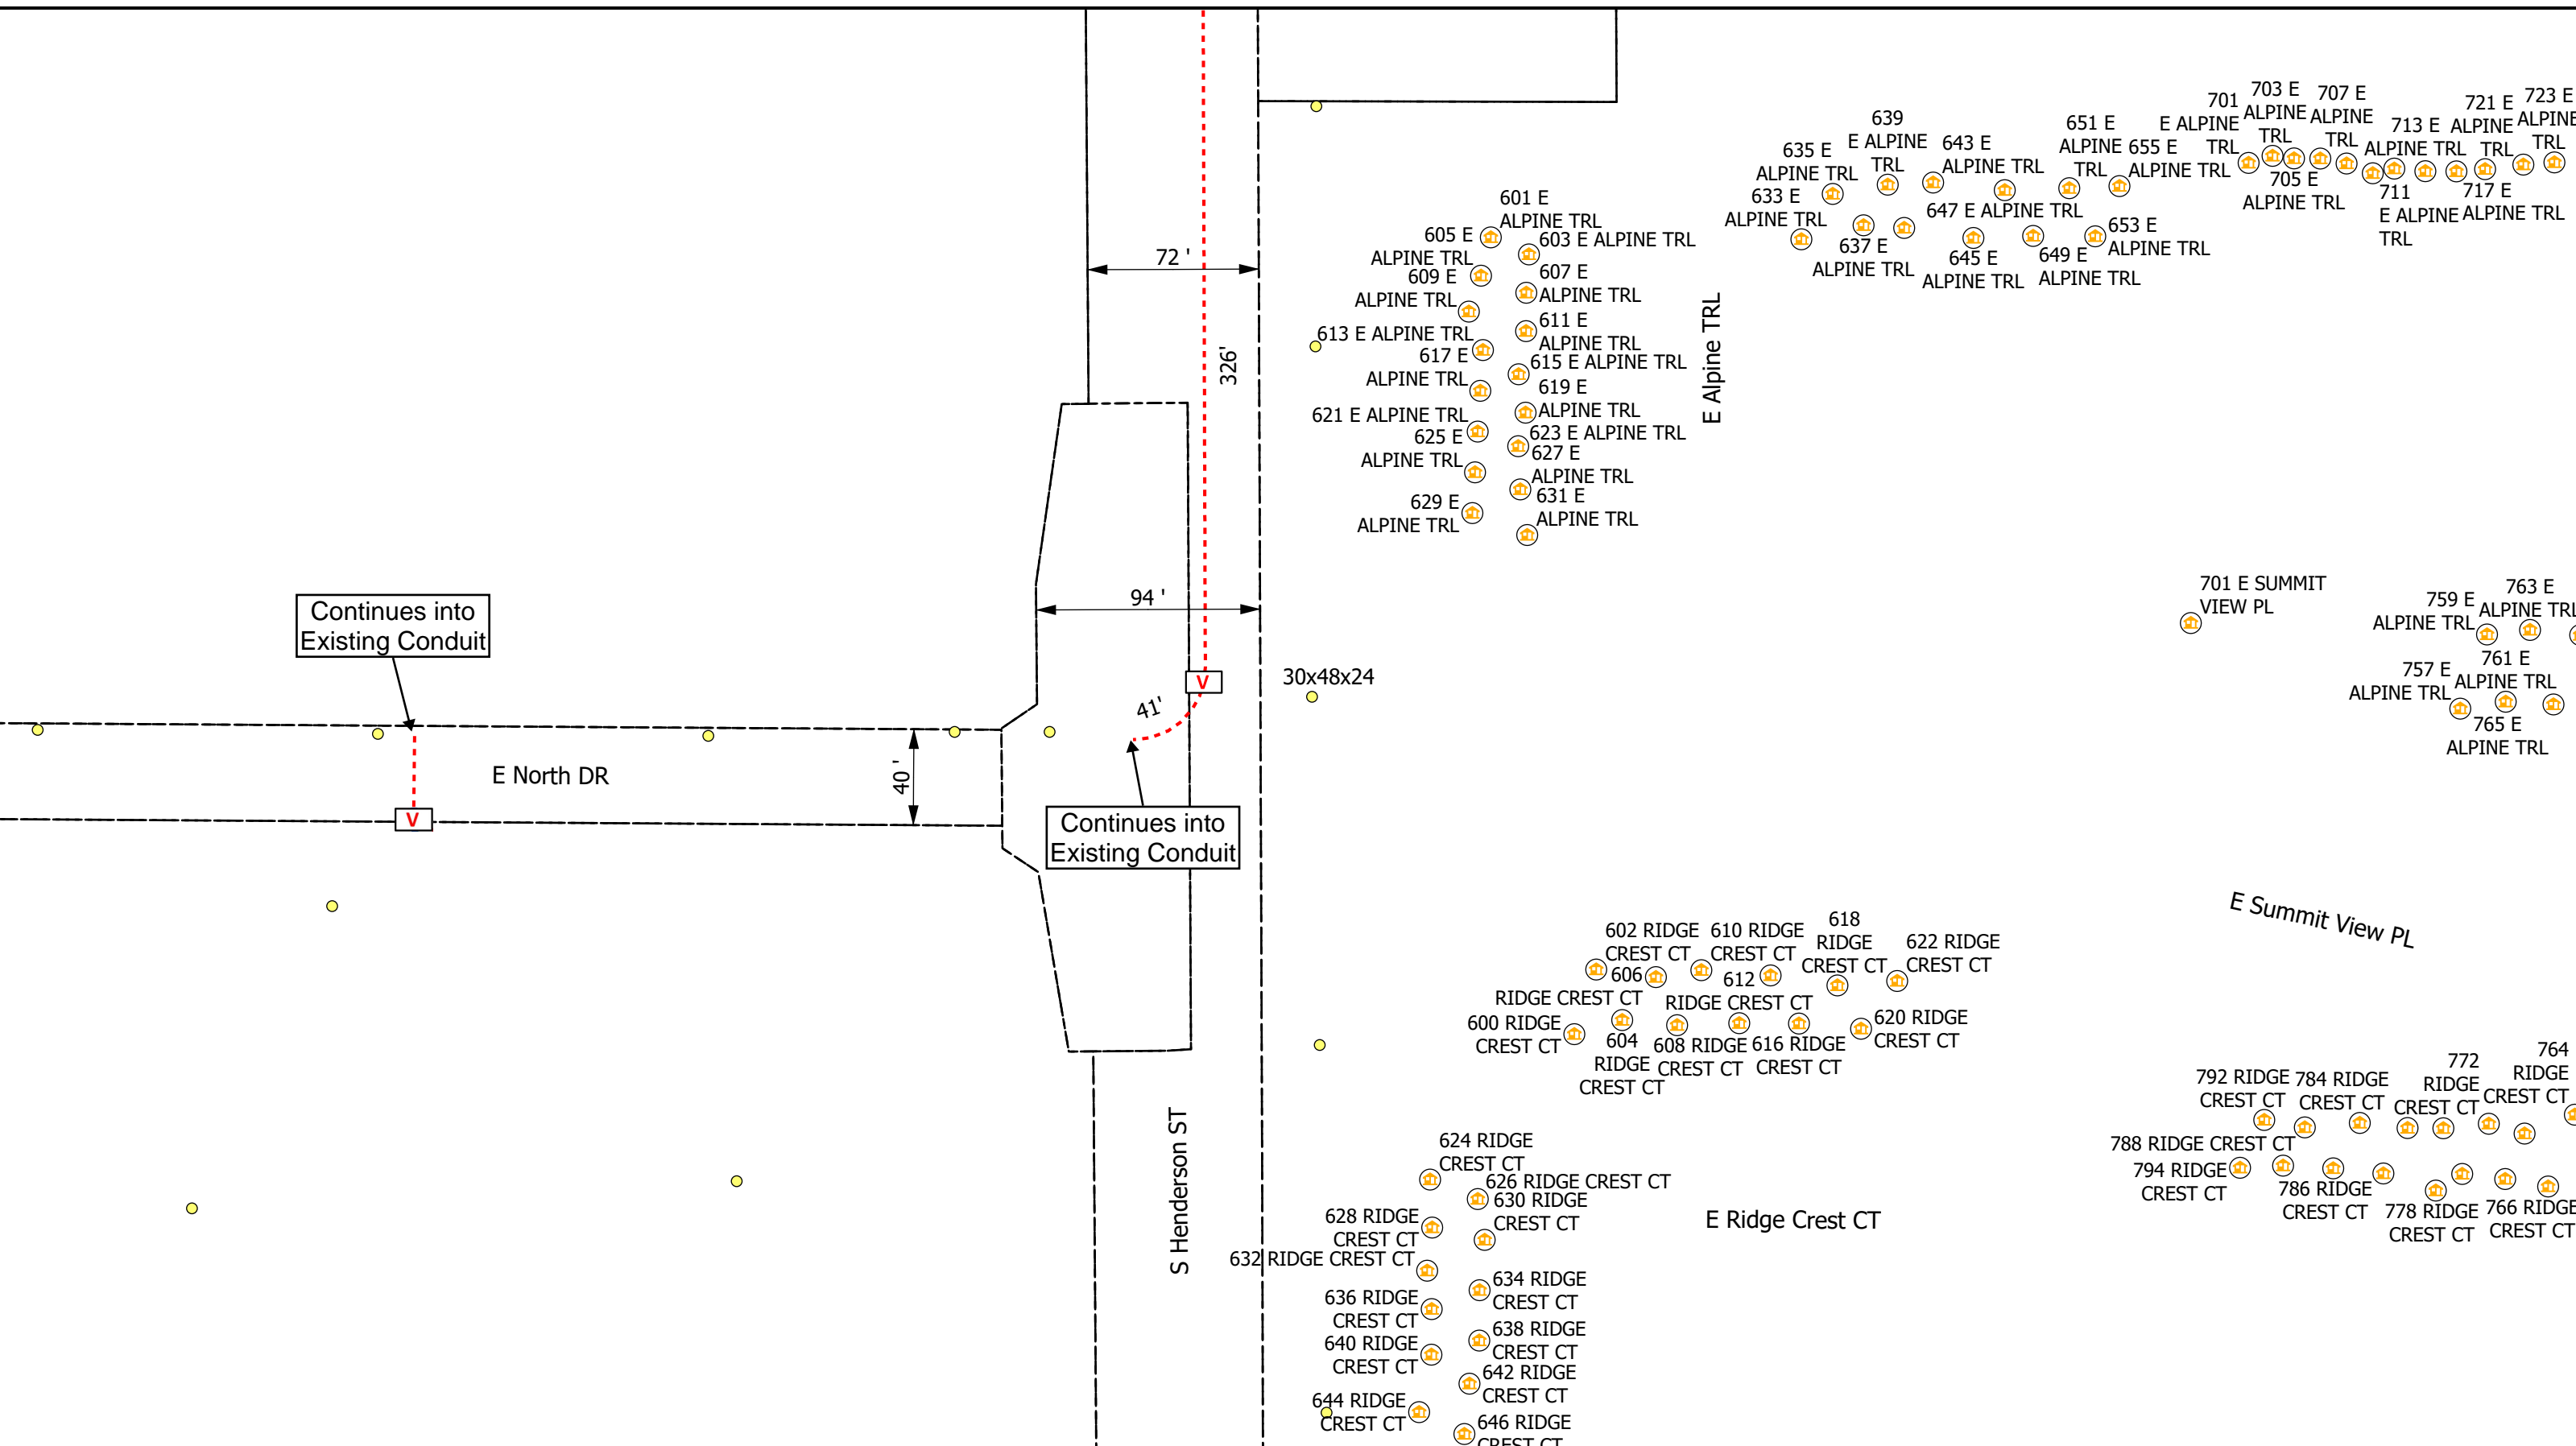 703 E
ALPINE
TRL
707 E
ALPINE
TRL
701
E ALPINE
TRL
721 E
ALPINE
TRL
723 E
ALPINE
TRL
713 E
ALPINE TRL
705 E
ALPINE TRL
711
E ALPINE
TRL
717 E
ALPINE TRL
639
E ALPINE
TRL
635 E
ALPINE TRL
633 E
ALPINE TRL
643 E
ALPINE TRL
651 E
ALPINE
TRL
655 E
ALPINE TRL
647 E ALPINE TRL
653 E
ALPINE TRL
637 E
ALPINE TRL
645 E
ALPINE TRL
649 E
ALPINE TRL
601 E
ALPINE TRL
605 E
ALPINE TRL
603 E ALPINE TRL
609 E
ALPINE TRL
607 E
ALPINE TRL
613 E ALPINE TRL
611 E
ALPINE TRL
617 E
ALPINE TRL
615 E ALPINE TRL
619 E
ALPINE TRL
621 E ALPINE TRL
623 E ALPINE TRL
625 E
ALPINE TRL
627 E
ALPINE TRL
629 E
ALPINE TRL
631 E
ALPINE TRL
E Alpine TRL
72 '
326'
94 '
30x48x24
V
41'
Continues into
Existing Conduit
E North DR
V
40 '
Continues into
Existing Conduit
S Henderson ST
701 E SUMMIT
VIEW PL
759 E
ALPINE TRL
763 E
ALPINE TRL
757 E
ALPINE TRL
761 E
ALPINE TRL
765 E
ALPINE TRL
E Summit View PL
602 RIDGE
CREST CT
610 RIDGE
CREST CT
618
RIDGE
CREST CT
622 RIDGE
CREST CT
606
RIDGE CREST CT
612
RIDGE CREST CT
600 RIDGE
CREST CT
604
RIDGE
CREST CT
608 RIDGE
CREST CT
616 RIDGE
CREST CT
620 RIDGE
CREST CT
792 RIDGE
CREST CT
784 RIDGE
CREST CT
772
RIDGE
CREST CT
764
RIDGE
CREST CT
788 RIDGE CREST CT
794 RIDGE
CREST CT
786 RIDGE
CREST CT
778 RIDGE
CREST CT
766 RIDGE
CREST CT
E Ridge Crest CT
624 RIDGE
CREST CT
626 RIDGE CREST CT
628 RIDGE
CREST CT
630 RIDGE
CREST CT
632 RIDGE CREST CT
634 RIDGE
CREST CT
636 RIDGE
CREST CT
638 RIDGE
CREST CT
640 RIDGE
CREST CT
642 RIDGE
CREST CT
644 RIDGE
CREST CT
646 RIDGE
CREST CT